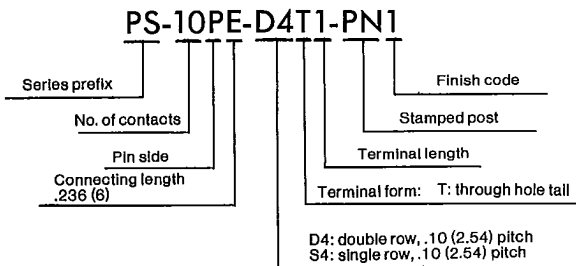 PS-10PE-D4T1-PN1
Series prefix
Finish code
No. of contacts
Stamped post
Pin side
Terminal length
Connecting length
.236 (6)
Terminal form: T: through hole tail
D4: double row, .10 (2.54) pitch
S4: single row, .10 (2.54) pitch